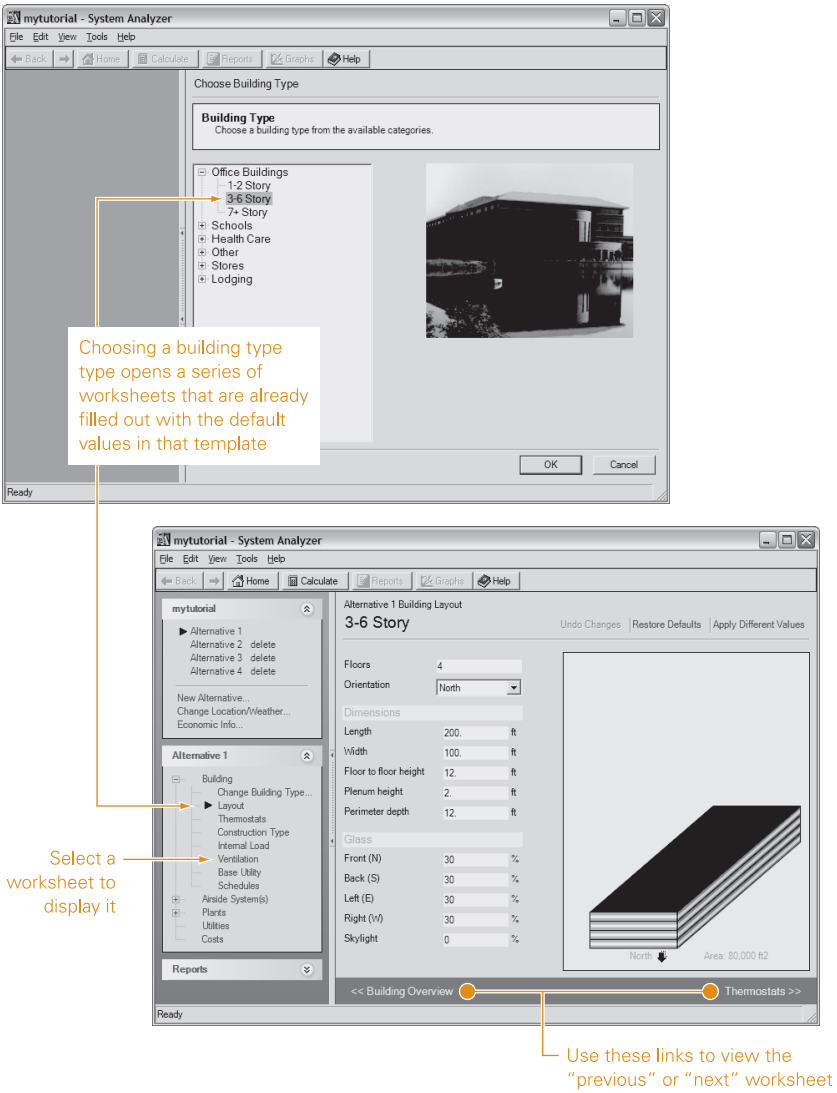 mytutorial - System Analyzer
File Edit View Tools Help
Back Home Calculate Reports Graphs Help
Choose Building Type
Building Type
Choose a building type from the available categories.
Office Buildings
1-2 Story
3-6 Story
7+ Story
Schools
Health Care
Other
Stores
Lodging
Choosing a building type
type opens a series of
worksheets that are already
filled out with the default
values in that template
OK Cancel
Ready
mytutorial - System Analyzer
File Edit View Tools Help
Back Home Calculate Reports Graphs Help
mytutorial
Alternative 1
Alternative 2 delete
Alternative 3 delete
Alternative 4 delete
New Alternative...
Change Location/Weather...
Economic Info...
Alternative 1
Building
Change Building Type...
Layout
Thermostats
Construction Type
Internal Load
Ventilation
Base Utility
Schedules
Airside System(s)
Plants
Utilities
Costs
Reports
Select a
worksheet to
display it
Alternative 1 Building Layout
3-6 Story
Undo Changes Restore Defaults Apply Different Values
Floors 4
Orientation North
Dimensions
Length 200. ft
Width 100. ft
Floor to floor height 12. ft
Plenum height 2. ft
Perimeter depth 12. ft
Glass
Front (N) 30 %
Back (S) 30 %
Left (E) 30 %
Right (W) 30 %
Skylight 0 %
North Area: 80,000 ft2
<< Building Overview Thermostats >>
Ready
Use these links to view the
“previous” or “next” worksheet